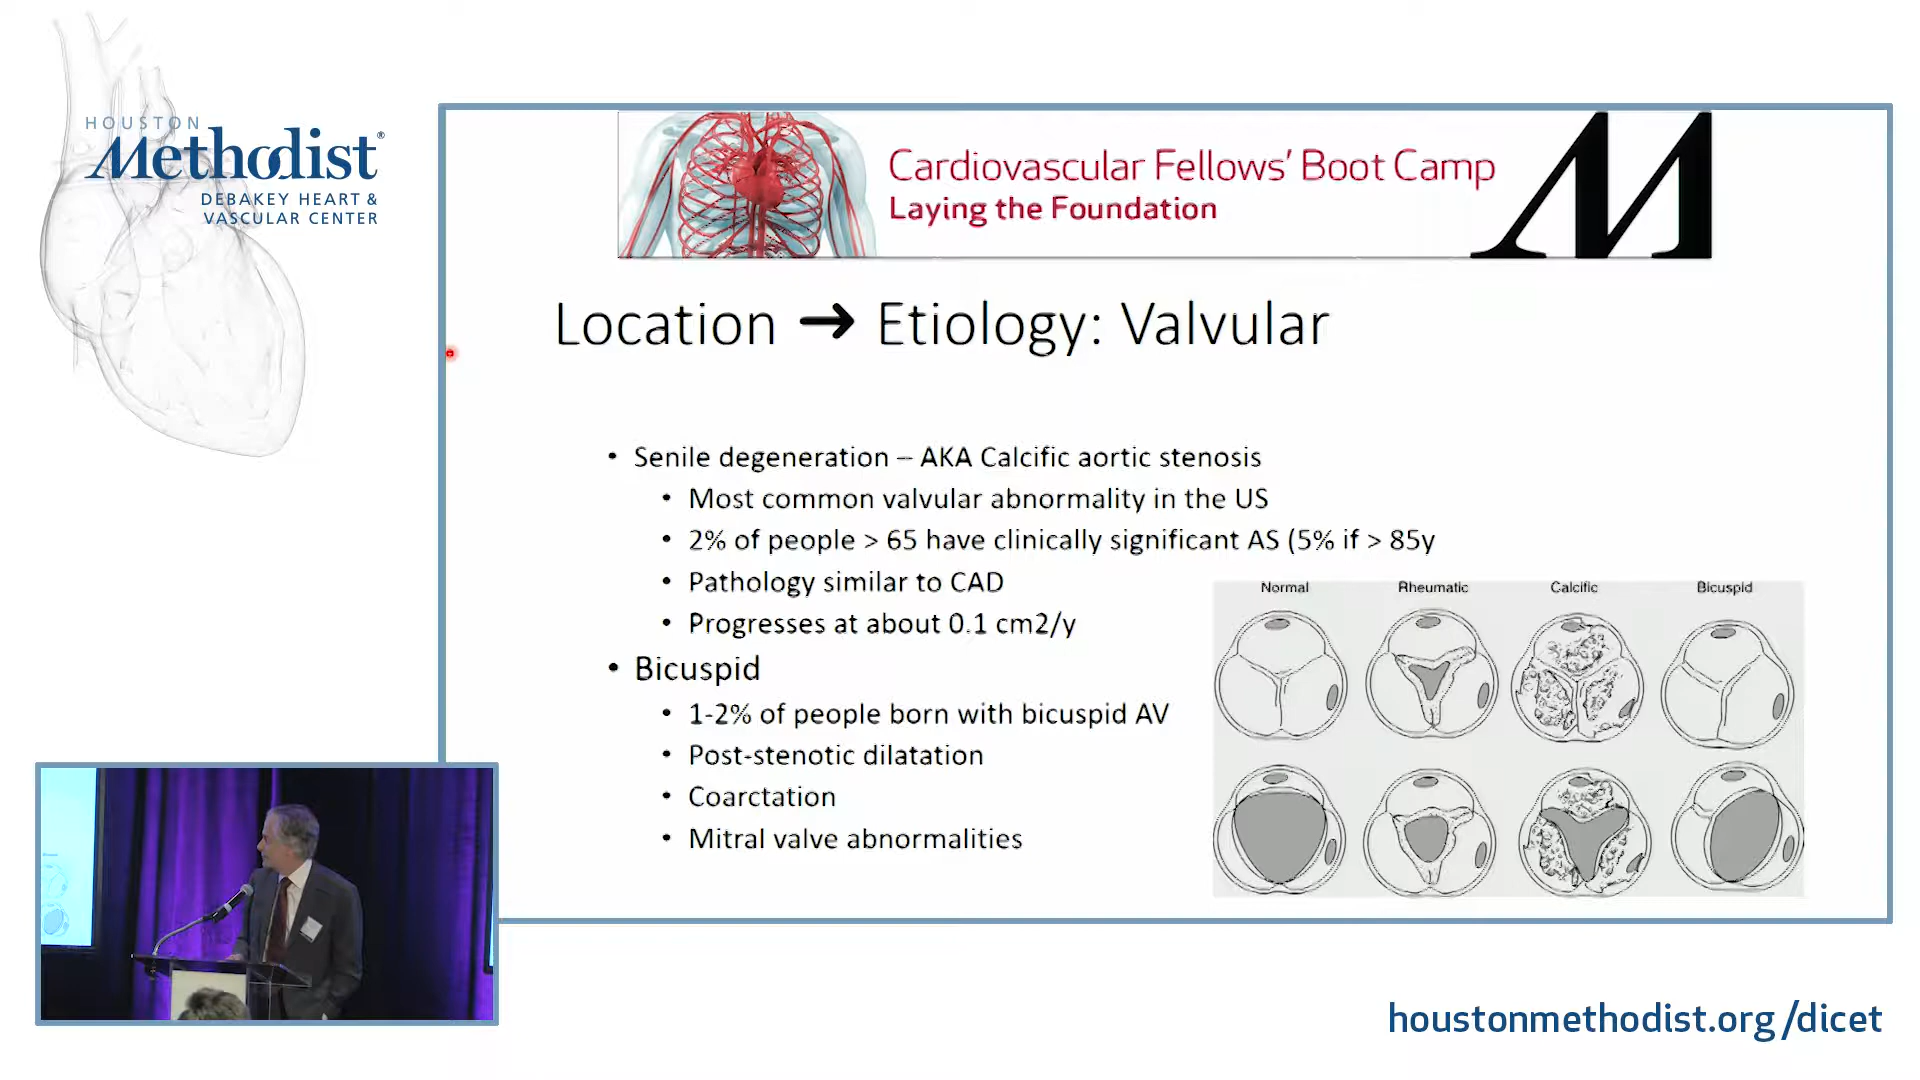 HOUSTON
Methodist®
DEBAKEY HEART &
VASCULAR CENTER
Cardiovascular Fellows' Boot Camp
Laying the Foundation
M
Location ➔ Etiology: Valvular
• Senile degeneration – AKA Calcific aortic stenosis
• Most common valvular abnormality in the US
• 2% of people > 65 have clinically significant AS (5% if > 85y
• Pathology similar to CAD
• Progresses at about 0.1 cm2/y
• Bicuspid
• 1-2% of people born with bicuspid AV
• Post-stenotic dilatation
• Coarctation
• Mitral valve abnormalities
Normal Rheumatic Calcific Bicuspid
houstonmethodist.org/dicet